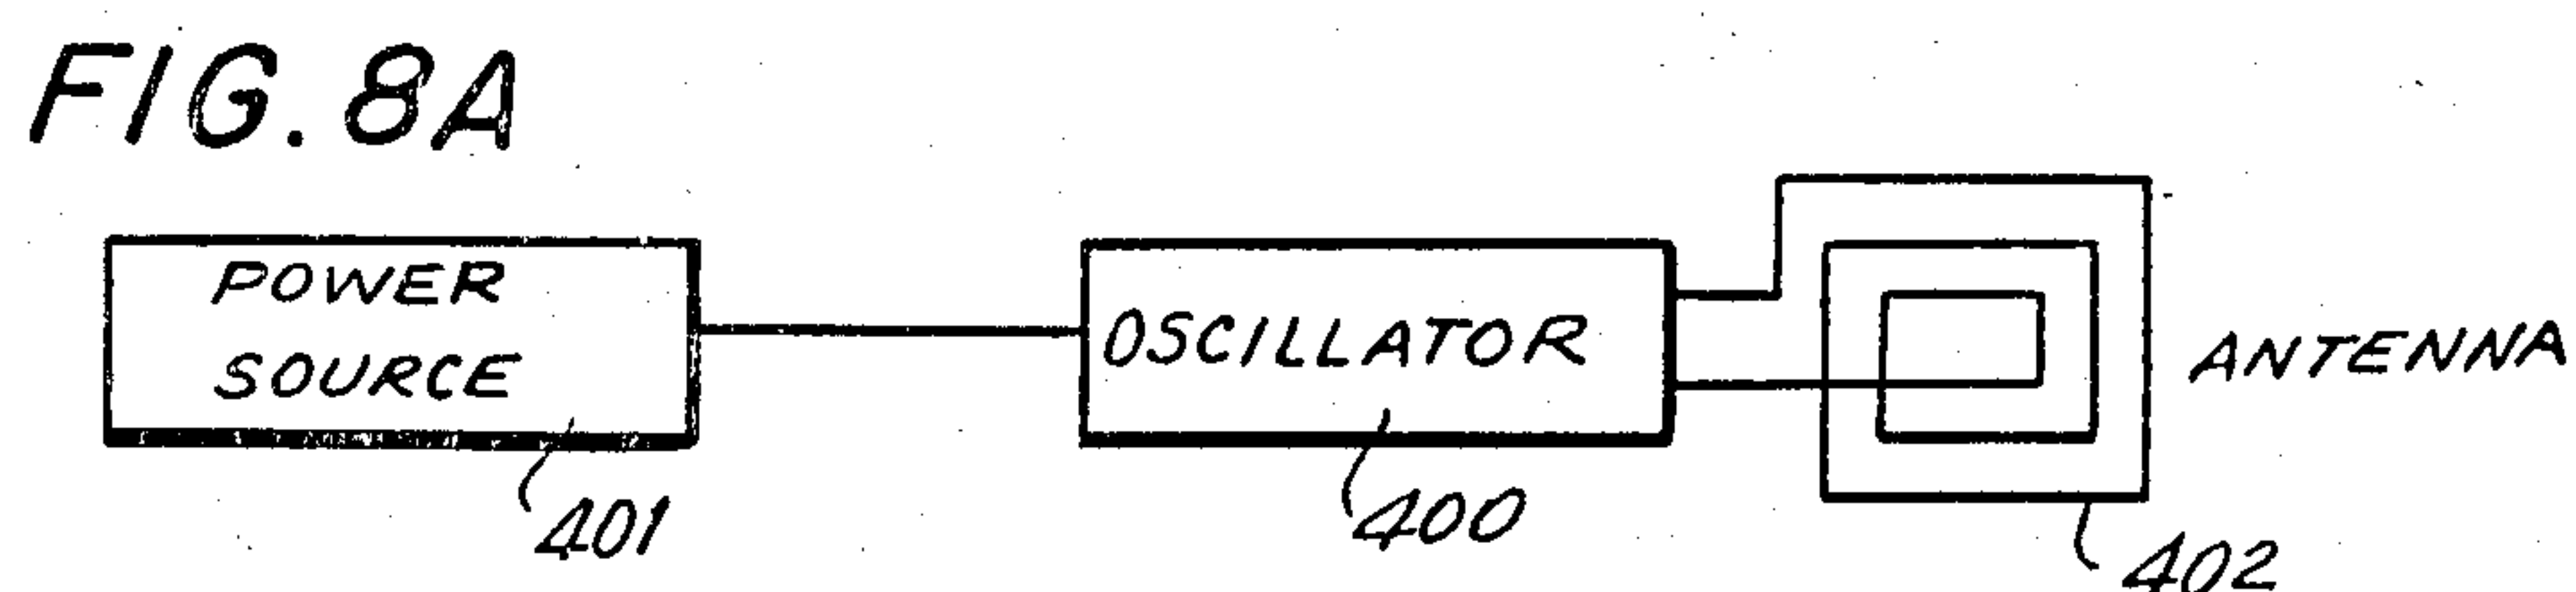 FIG. 8A
POWER
SOURCE
OSCILLATOR
ANTENNA
401
400
402